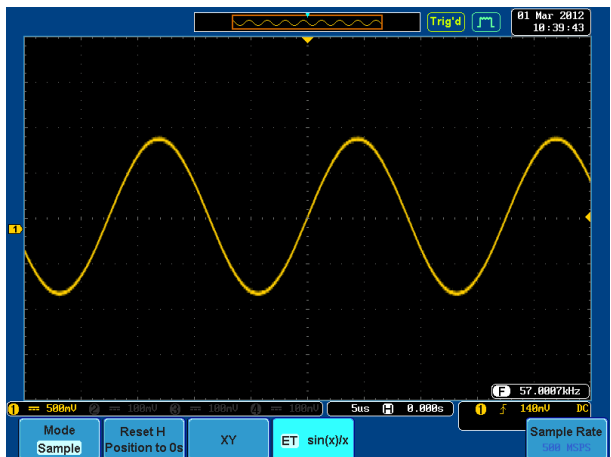 Trig'd
01 Mar 2012
10:39:43
1
F 57.0007kHz
1 500mV 2 100mV 3 100mV 4 100mV 5us H 0.000s 1 140mV DC
Mode
Sample
Reset H
Position to 0s
XY
ET sin(x)/x
Sample Rate
500 MSPS